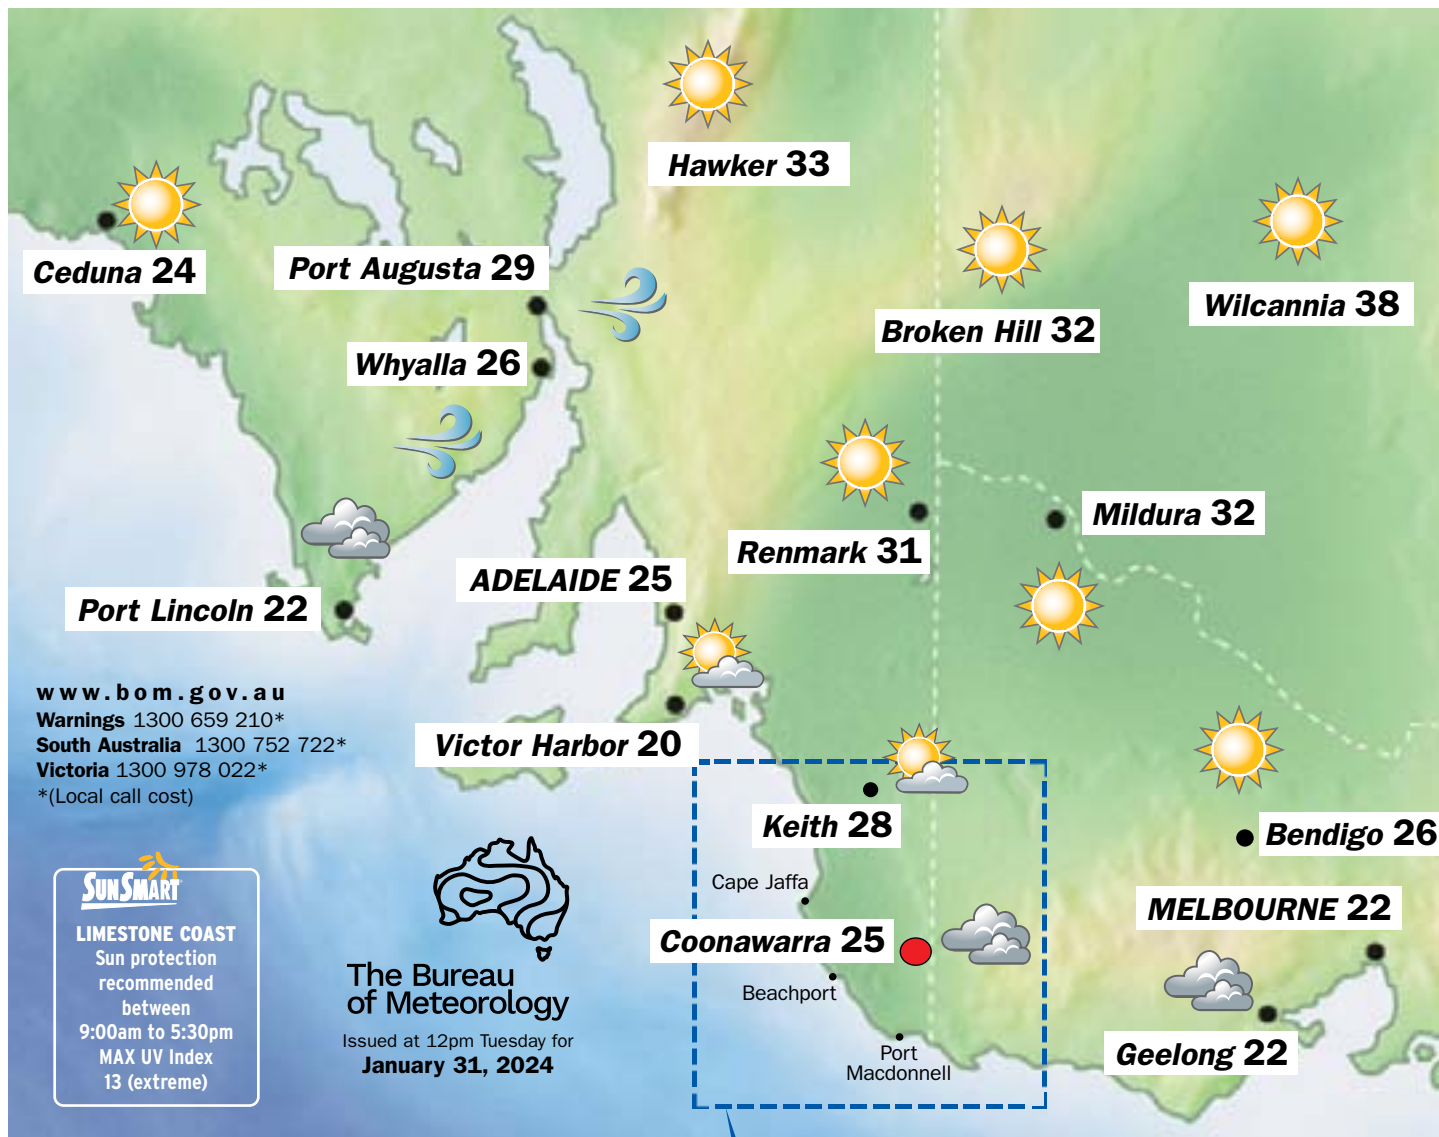 Hawker 33
Ceduna 24
Port Augusta 29
Wilcannia 38
Broken Hill 32
Whyalla 26
Mildura 32
Renmark 31
ADELAIDE 25
Port Lincoln 22
www.bom.gov.au
Warnings 1300 659 210*
South Australia 1300 752 722*
Victoria 1300 978 022*
*(Local call cost)
Victor Harbor 20
Keith 28
Bendigo 26
Cape Jaffa
MELBOURNE 22
Coonawarra 25
Beachport
Port
Macdonnell
Geelong 22
SUNSMART
LIMESTONE COAST
Sun protection
recommended
between
9:00am to 5:30pm
MAX UV Index
13 (extreme)
The Bureau
of Meteorology
Issued at 12pm Tuesday for
January 31, 2024